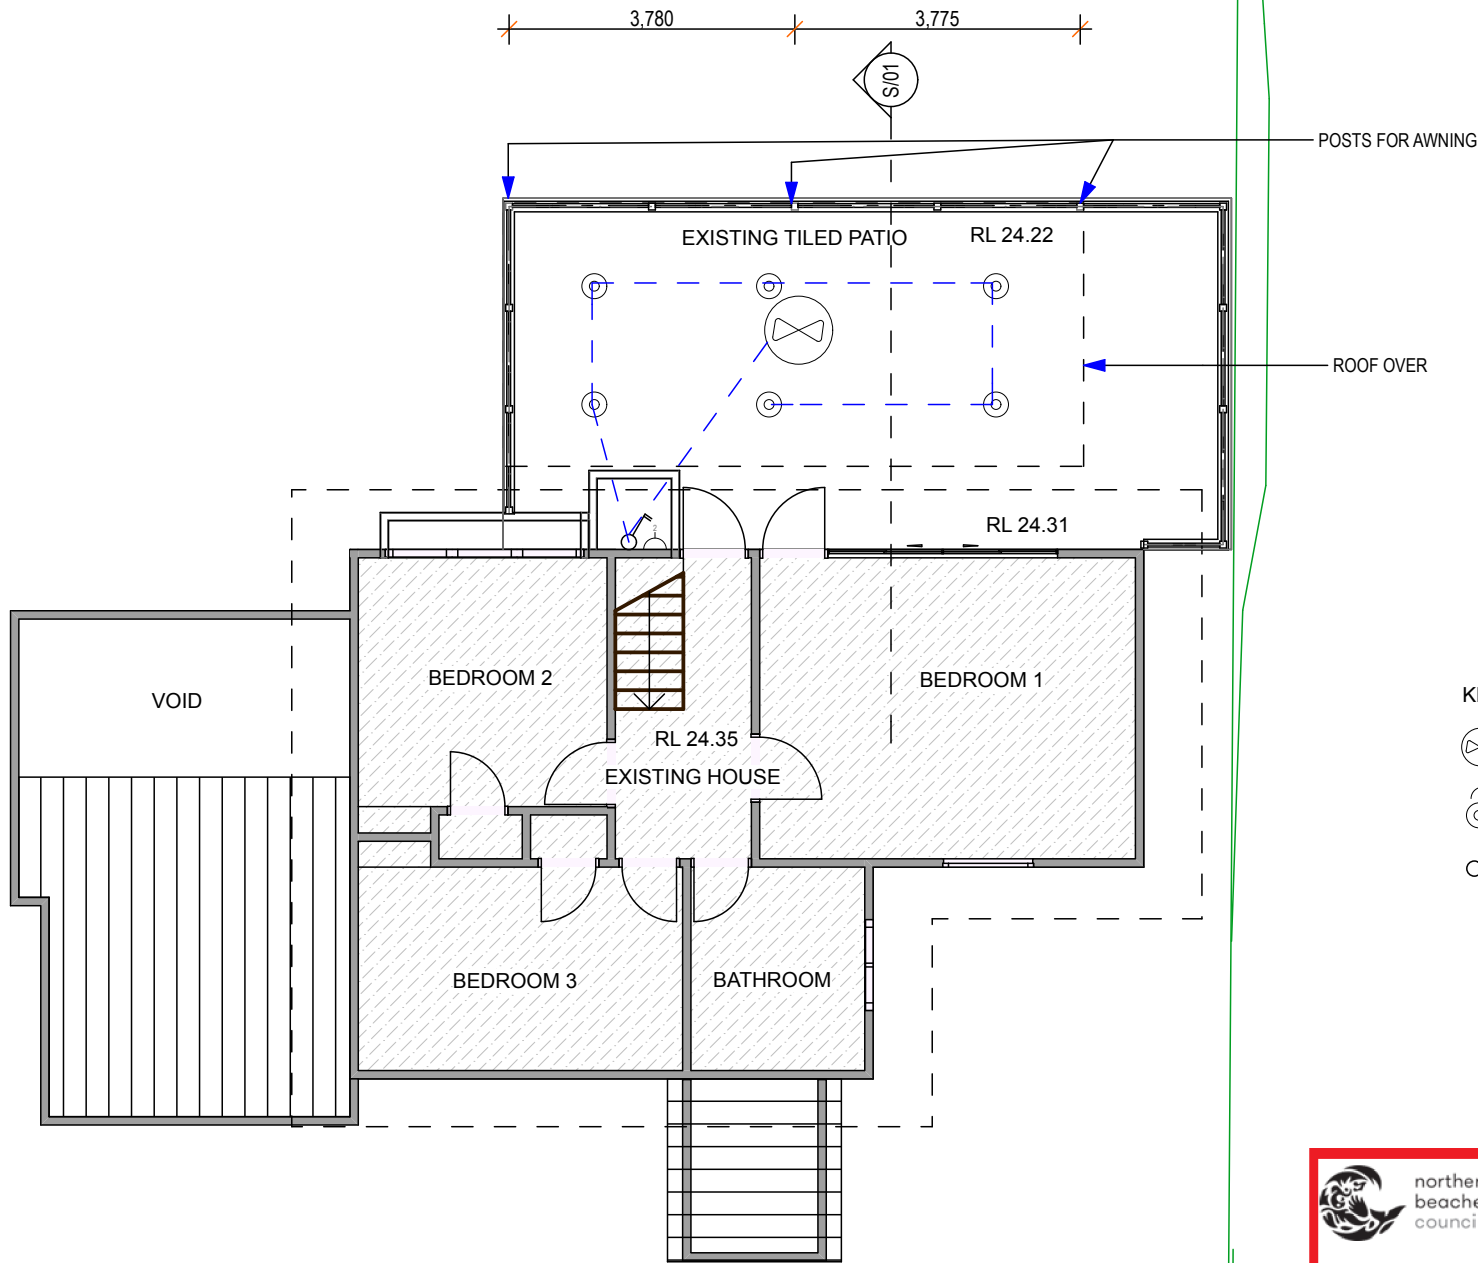 3,780
3,775
S/01
POSTS FOR AWNING
EXISTING TILED PATIO
RL 24.22
ROOF OVER
RL 24.31
BEDROOM 2
BEDROOM 1
VOID
RL 24.35
EXISTING HOUSE
BEDROOM 3
BATHROOM
norther
beache
counci